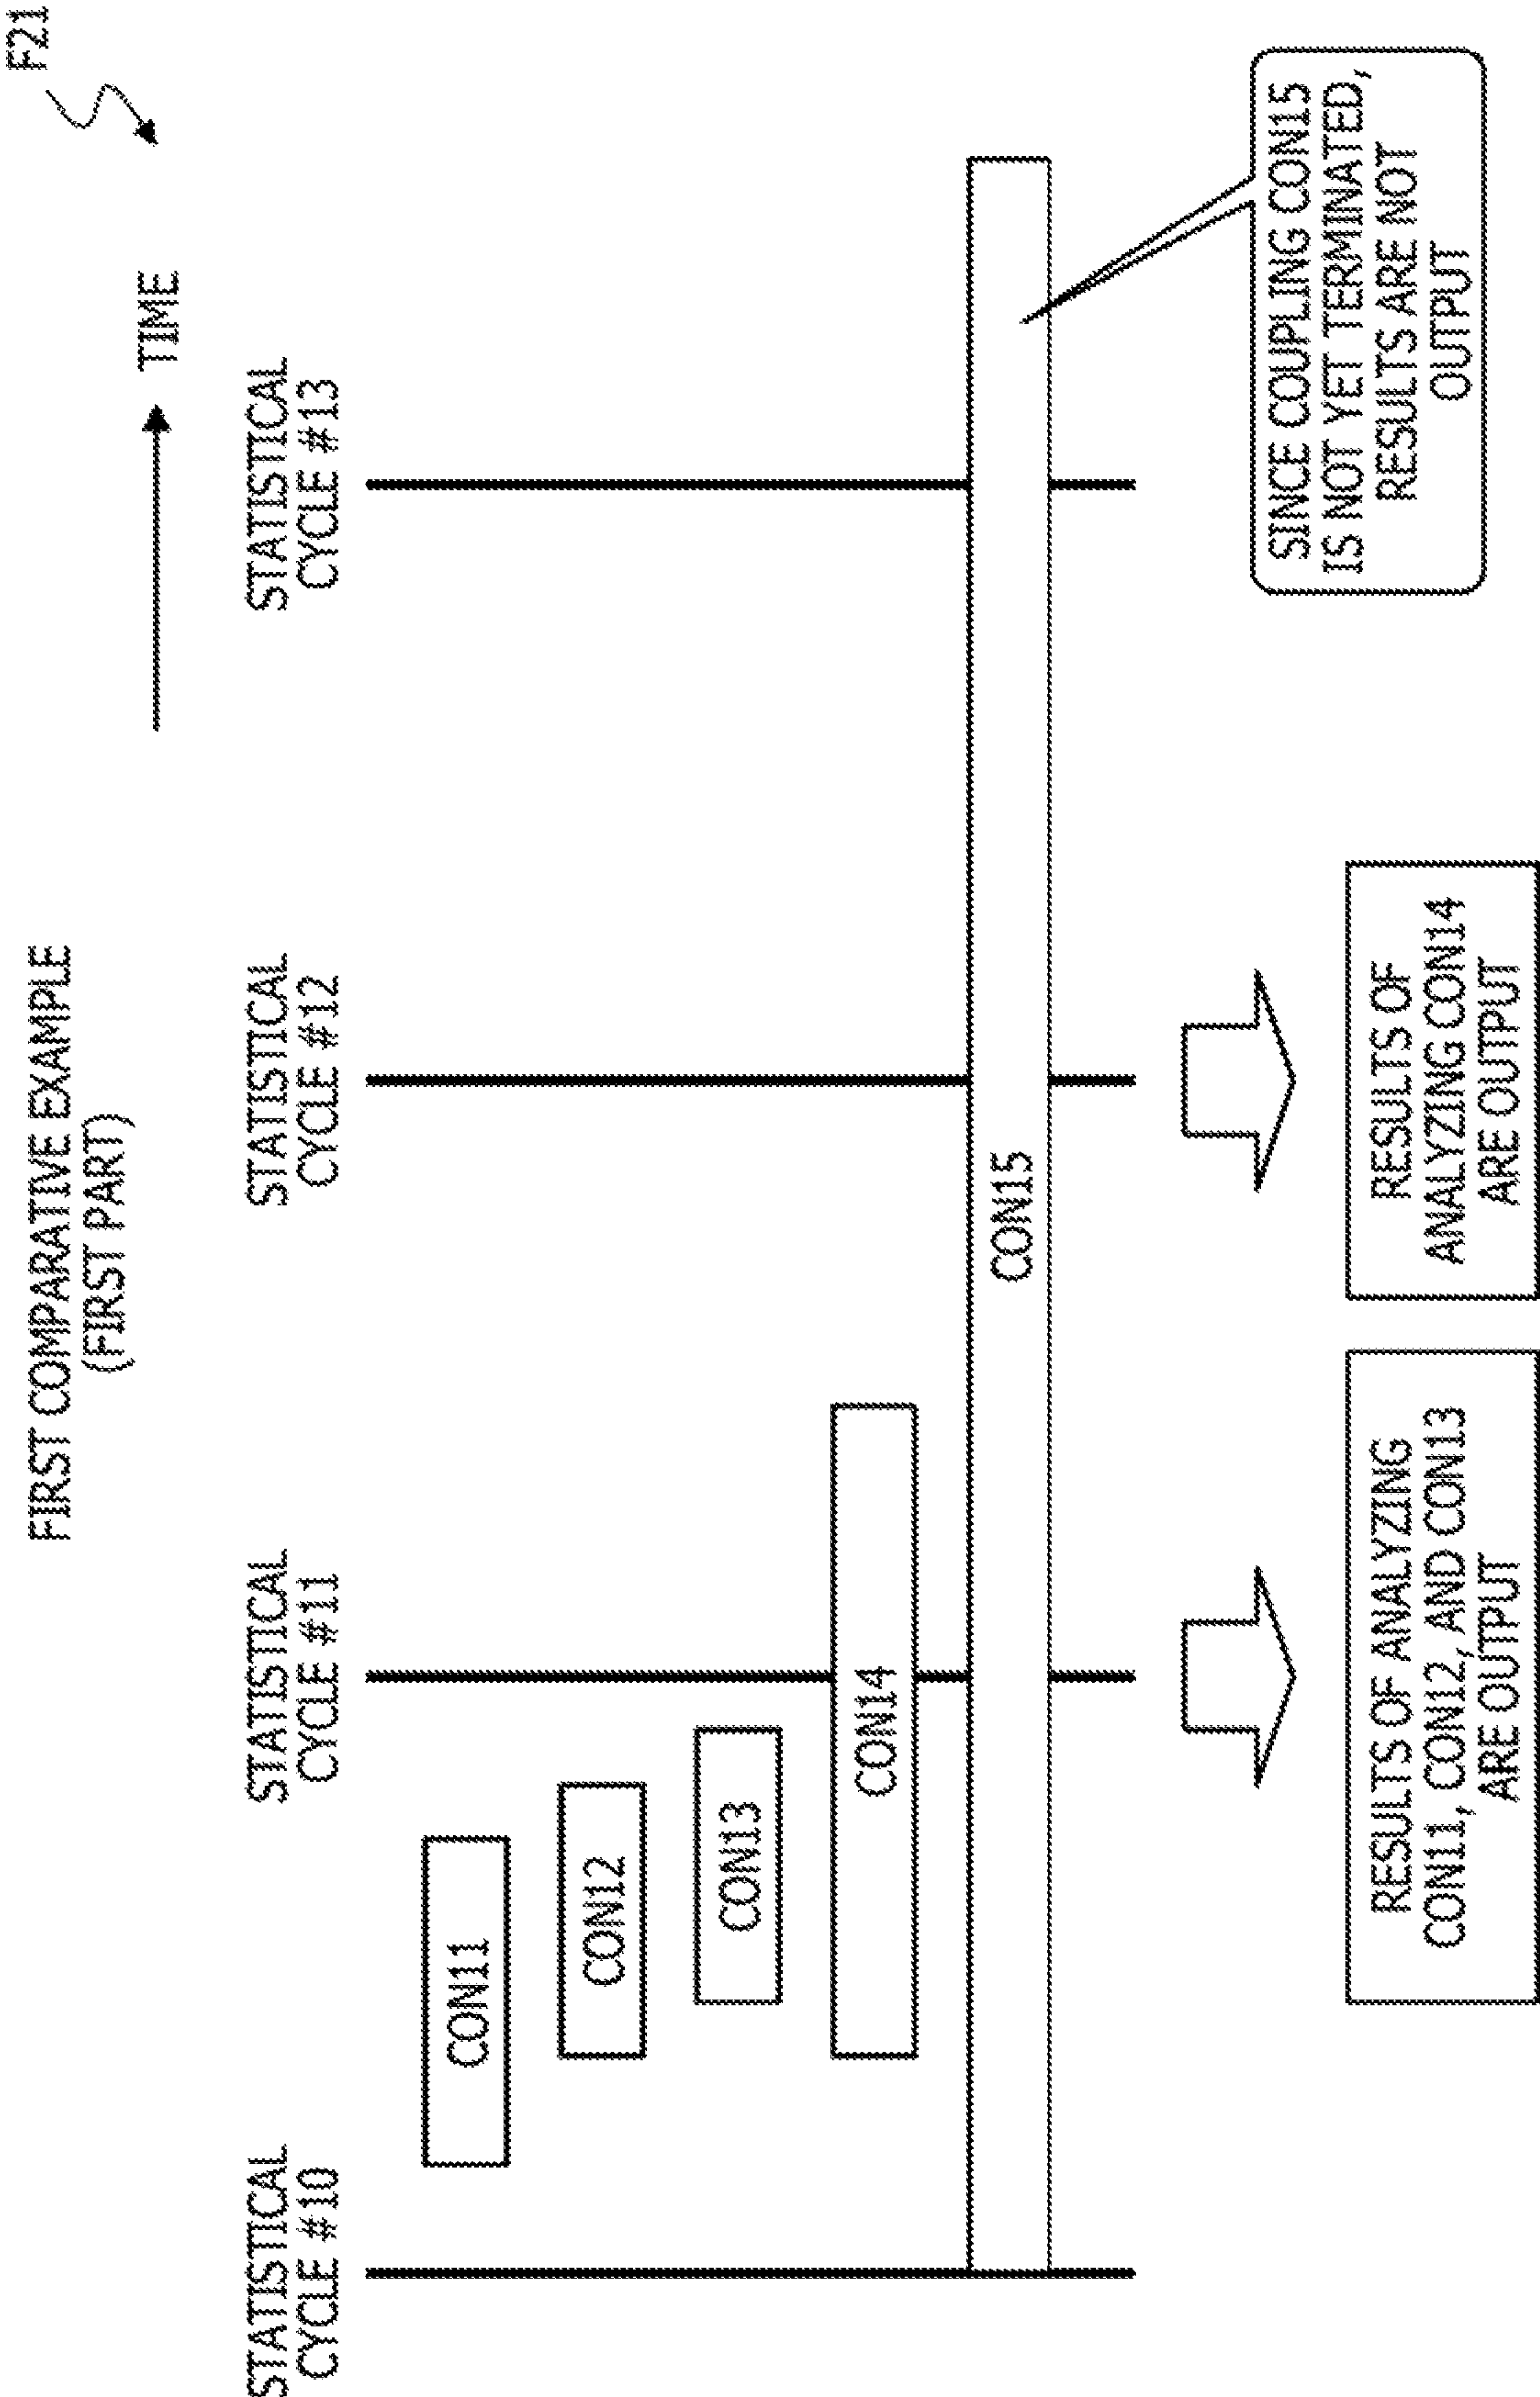 FIRST COMPARATIVE EXAMPLE
(FIRST PART)
F21
TIME
STATISTICAL
CYCLE #10
STATISTICAL
CYCLE #11
STATISTICAL
CYCLE #12
STATISTICAL
CYCLE #13
CON11
CON12
CON13
CON14
CON15
RESULTS OF ANALYZING
CON11, CON12, AND CON13
ARE OUTPUT
RESULTS OF
ANALYZING CON14
ARE OUTPUT
SINCE COUPLING CON15
IS NOT YET TERMINATED,
RESULTS ARE NOT
OUTPUT